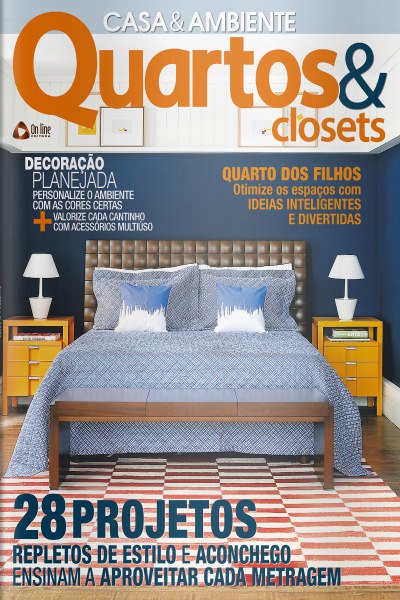 CASA&AMBIENTE
Quartos&
closets
On line
EDITORA
DECORAÇÃO
PLANEJADA
PERSONALIZE O AMBIENTE
COM AS CORES CERTAS
+ VALORIZE CADA CANTINHO
COM ACESSÓRIOS MULTIÚSO
QUARTO DOS FILHOS
Otimize os espaços com
IDEIAS INTELIGENTES
E DIVERTIDAS
28 PROJETOS
REPLETOS DE ESTILO E ACONCHEGO
ENSINAM A APROVEITAR CADA METRAGEM